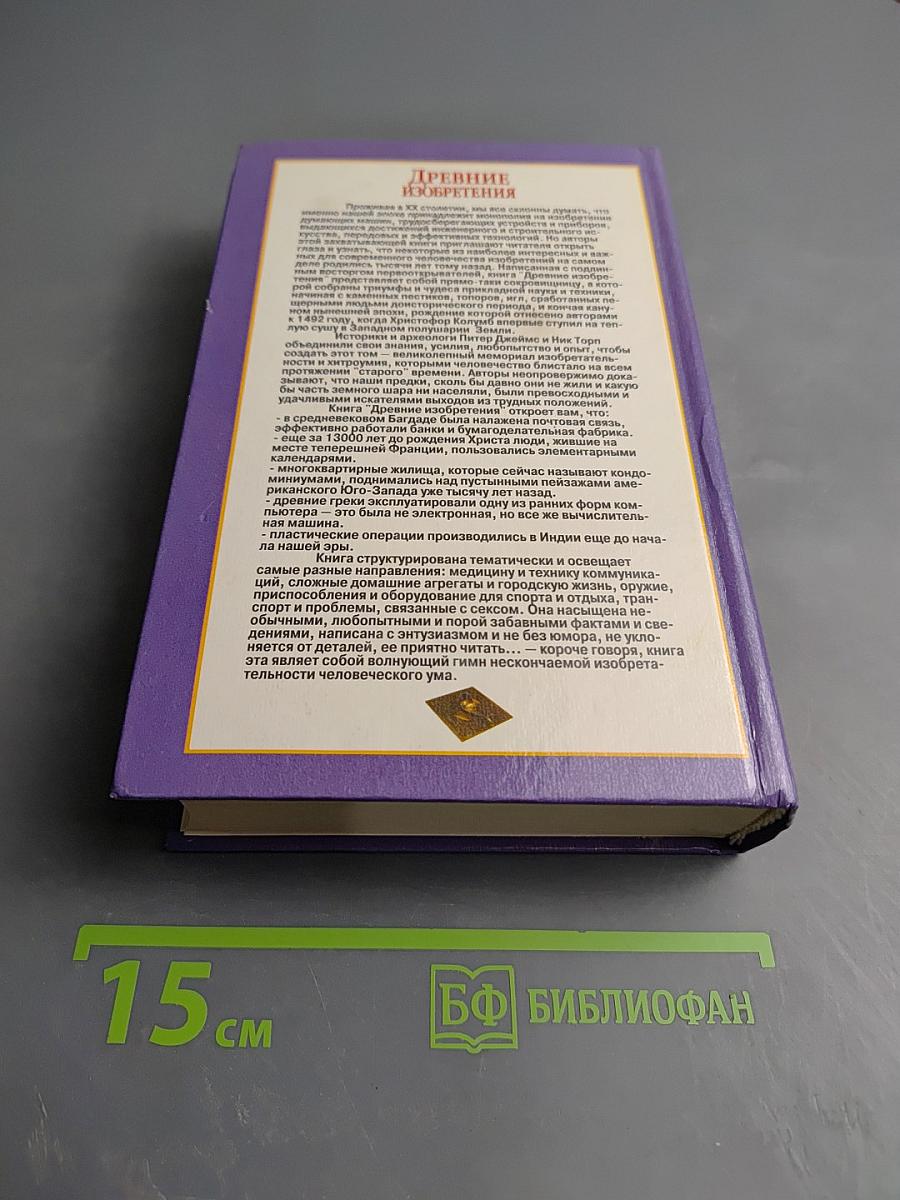 ДРЕВНИЕ
ИЗОБРЕТЕНИЯ
Проживая в XX столетии, мы все склонны думать, что
именно нашей эпохе принадлежит монополия на изобретение
думающих машин, трудосберегающих устройств и приборов,
выдающихся достижений инженерного и строительного ис-
кусства, передовых и эффективных технологий. Но авторы
этой захватывающей книги приглашают читателя открыть
глаза и узнать, что некоторые из наиболее интересных и важ-
ных для современного человечества изобретений на самом
деле родились тысячи лет тому назад. Написанная с подлин-
ным восторгом первооткрывателей, книга "Древние изобре-
тения" представляет собой прямо-таки сокровищницу, в кото-
рой собраны триумфы и чудеса прикладной науки и техники,
начиная с каменных пестиков, топоров, игл, сработанных пе-
щерными людьми доисторического периода, и кончая кану-
ном нынешней эпохи, рождение которой отнесено авторами
к 1492 году, когда Христофор Колумб впервые ступил на теп-
лую сушу в Западном полушарии Земли.
Историки и археологи Питер Джеймс и Ник Торп
объединили свои знания, усилия, любопытство и опыт, чтобы
создать этот том — великолепный мемориал изобретатель-
ности и хитроумия, которыми человечество блистало на всем
протяжении "старого" времени. Авторы неопровержимо дока-
зывают, что наши предки, сколь бы давно они не жили и какую
бы часть земного шара ни населяли, были превосходными и
удачливыми искателями выходов из трудных положений.
Книга "Древние изобретения" откроет вам, что:
- в средневековом Багдаде была налажена почтовая связь,
эффективно работали банки и бумагоделательная фабрика.
- еще за 13000 лет до рождения Христа люди, жившие на
месте теперешней Франции, пользовались элементарными
календарями.
- многоквартирные жилища, которые сейчас называют кондо-
миниумами, поднимались над пустынными пейзажами аме-
риканского Юго-Запада уже тысячу лет назад.
- древние греки эксплуатировали одну из ранних форм ком-
пьютера — это была не электронная, но все же вычислитель-
ная машина.
- пластические операции производились в Индии еще до нача-
ла нашей эры.
Книга структурирована тематически и освещает
самые разные направления: медицину и технику коммуника-
ций, сложные домашние агрегаты и городскую жизнь, оружие,
приспособления и оборудование для спорта и отдыха, тран-
спорт и проблемы, связанные с сексом. Она насыщена не-
обычными, любопытными и порой забавными фактами и све-
дениями, написана с энтузиазмом и не без юмора, не укло-
няется от деталей, ее приятно читать... — короче говоря, книга
эта являет собой волнующий гимн нескончаемой изобрета-
тельности человеческого ума.
15 см
БФ БИБЛИОФАН